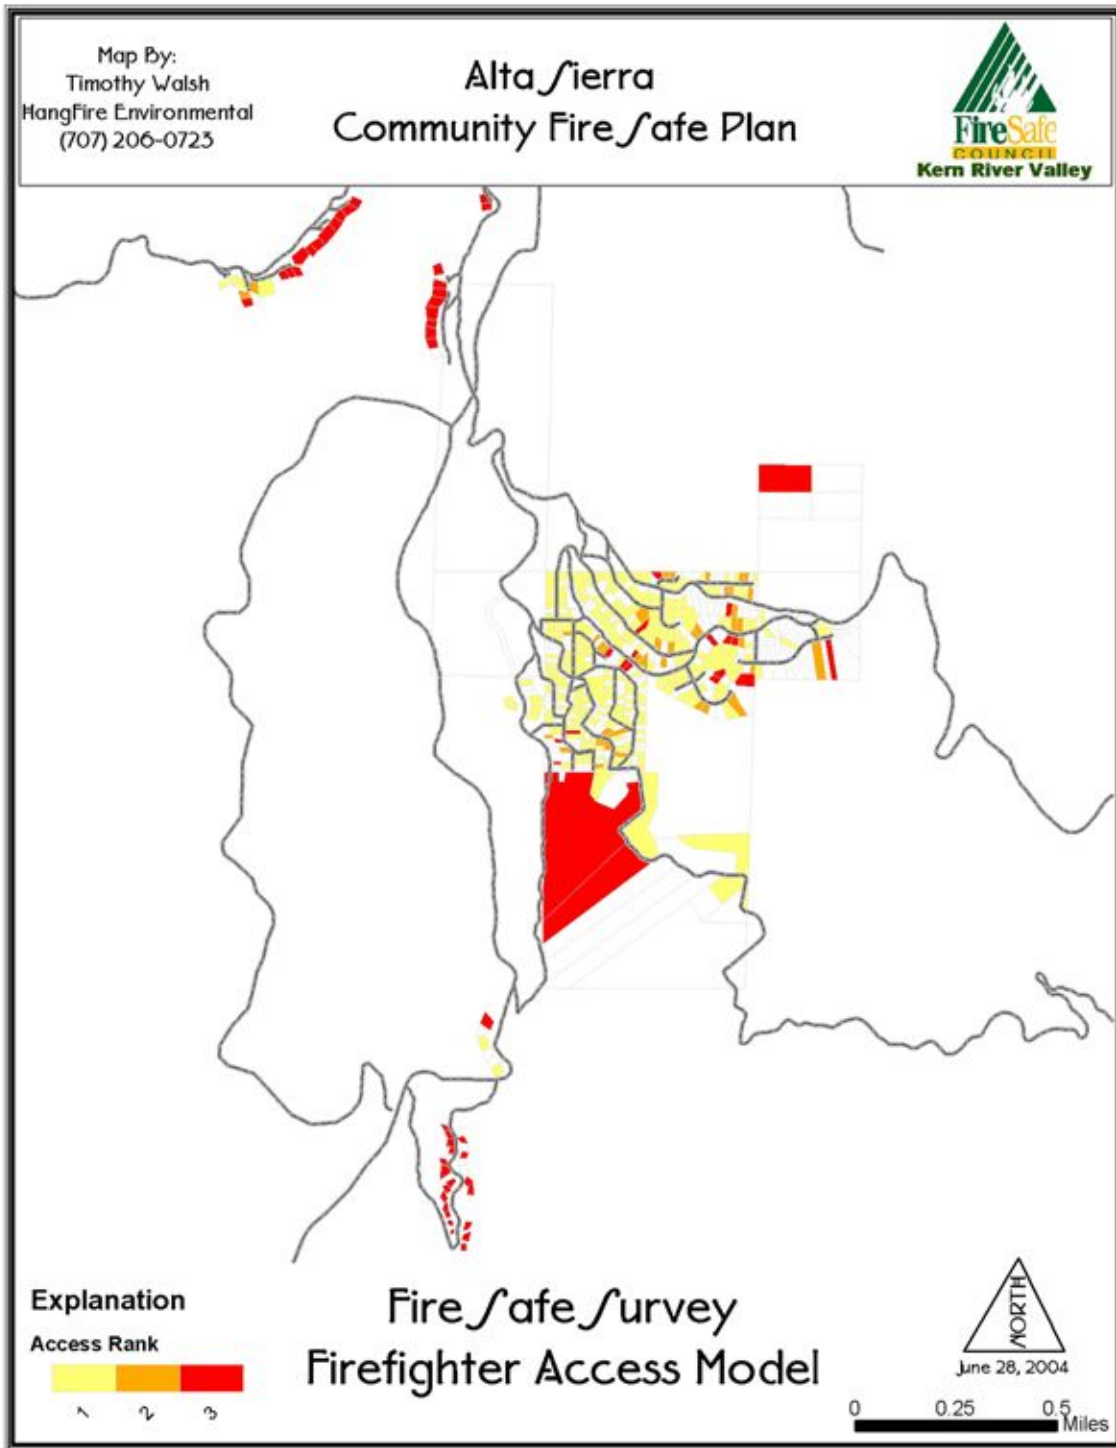 Map By:
Timothy Walsh
HangFire Environmental
(707) 206-0723
Alta Sierra
Community Fire Safe Plan
FireSafe
COUNCIL
Kern River Valley
Explanation
Access Rank
1 2 3
Fire Safe Survey
Firefighter Access Model
NORTH
June 28, 2004
0 0.25 0.5
Miles